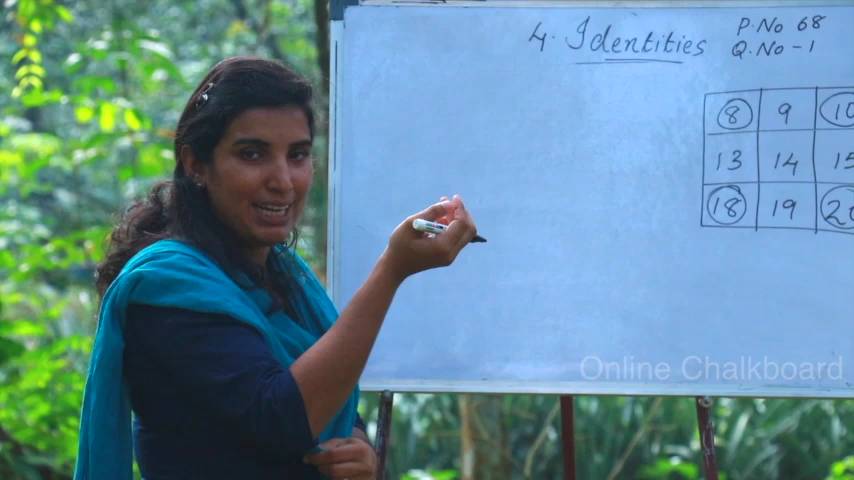 4. Identities
P.No 68
Q.No - 1
8 9 10
13 14 15
18 19 20
Online Chalkboard